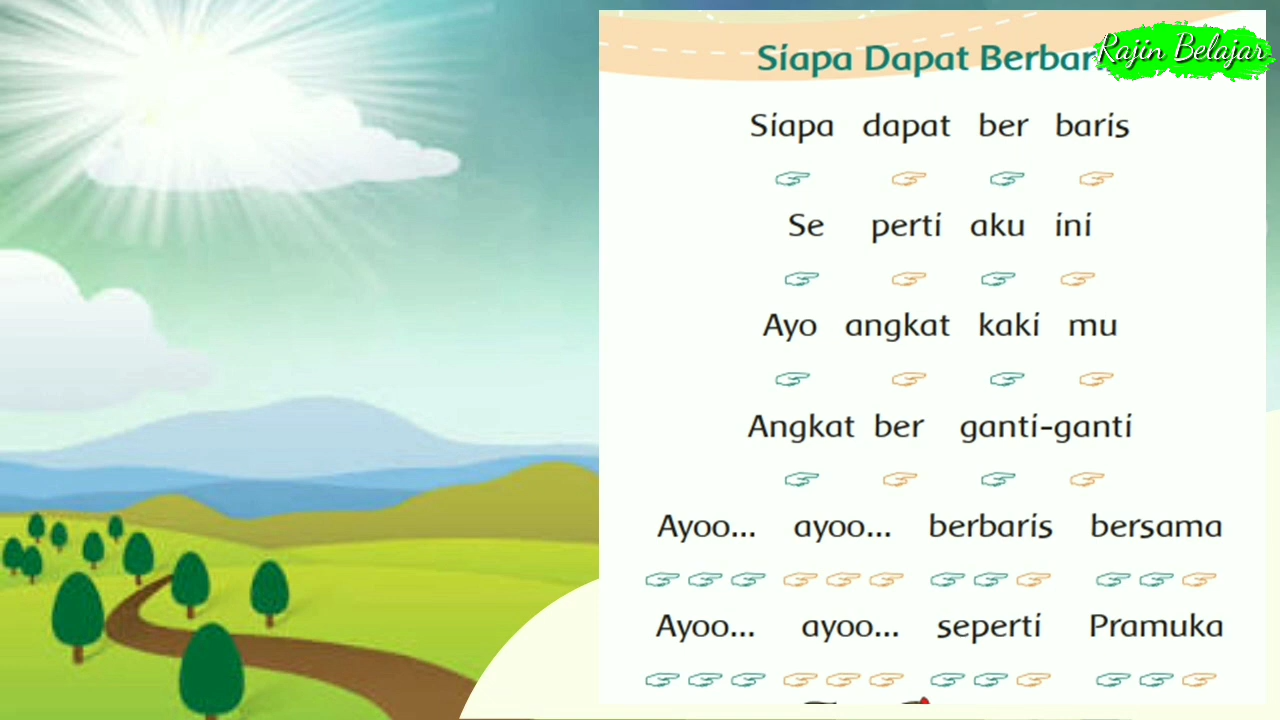 Siapa Dapat Berbar
Rajin Belajar
Siapa dapat ber baris
Se perti aku ini
Ayo angkat kaki mu
Angkat ber ganti-ganti
Ayoo... ayoo... berbaris bersama
Ayoo... ayoo... seperti Pramuka